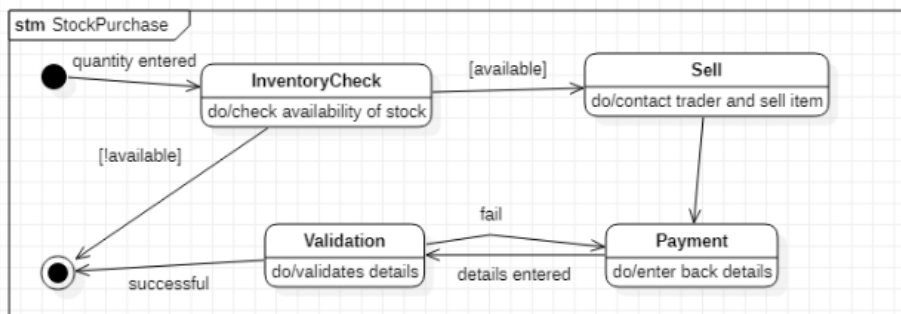 stm StockPurchase
quantity entered
InventoryCheck
do/check availability of stock
[available]
Sell
do/contact trader and sell item
[!available]
Validation
do/validates details
fail
details entered
Payment
do/enter back details
successful